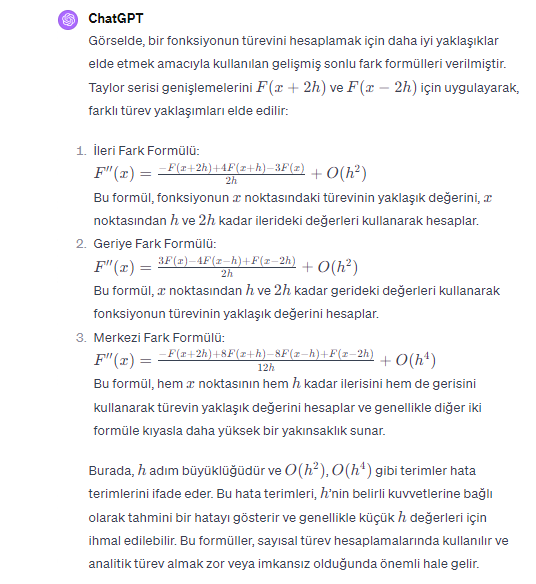 ChatGPT
Görselde, bir fonksiyonun türevini hesaplamak için daha iyi yaklaşıklar
elde etmek amacıyla kullanılan gelişmiş sonlu fark formülleri verilmiştir.
Taylor serisi genişlemelerini F(x + 2h) ve F(x − 2h) için uygulayarak,
farklı türev yaklaşımları elde edilir:
1. İleri Fark Formülü:
F''(x) = \frac{-F(x+2h)+4F(x+h)-3F(x)}{2h} + O(h²)
Bu formül, fonksiyonun x noktasındaki türevinin yaklaşık değerini, x
noktasından h ve 2h kadar ilerideki değerleri kullanarak hesaplar.
2. Geriye Fark Formülü:
F''(x) = \frac{3F(x)-4F(x-h)+F(x-2h)}{2h} + O(h²)
Bu formül, x noktasından h ve 2h kadar gerideki değerleri kullanarak
fonksiyonun türevinin yaklaşık değerini hesaplar.
3. Merkezi Fark Formülü:
F''(x) = \frac{-F(x+2h)+8F(x+h)-8F(x-h)+F(x-2h)}{12h} + O(h⁴)
Bu formül, hem x noktasının hem h kadar ilerisini hem de gerisini
kullanarak türevin yaklaşık değerini hesaplar ve genellikle diğer iki
formüle kıyasla daha yüksek bir yakınsaklık sunar.
Burada, h adım büyüklüğüdür ve O(h²), O(h⁴) gibi terimler hata
terimlerini ifade eder. Bu hata terimleri, h'nin belirli kuvvetlerine bağlı
olarak tahmini bir hatayı gösterir ve genellikle küçük h değerleri için
ihmal edilebilir. Bu formüller, sayısal türev hesaplamalarında kullanılır ve
analitik türev almak zor veya imkansız olduğunda önemli hale gelir.